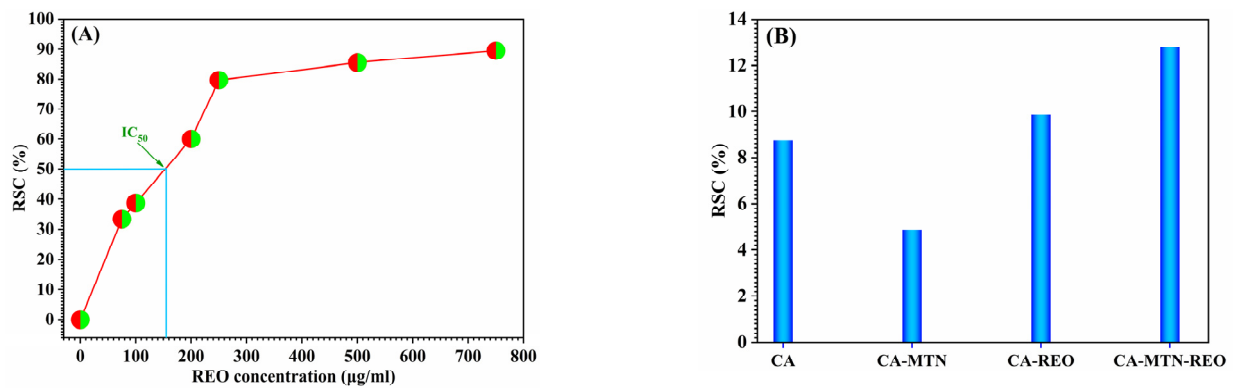 (A)
RSC (%)
100
90
80
70
60
50
40
30
20
10
0
IC50
0 100 200 300 400 500 600 700 800
REO concentration (μg/ml)
(B)
RSC (%)
14
12
10
8
6
4
2
0
CA CA-MTN CA-REO CA-MTN-REO